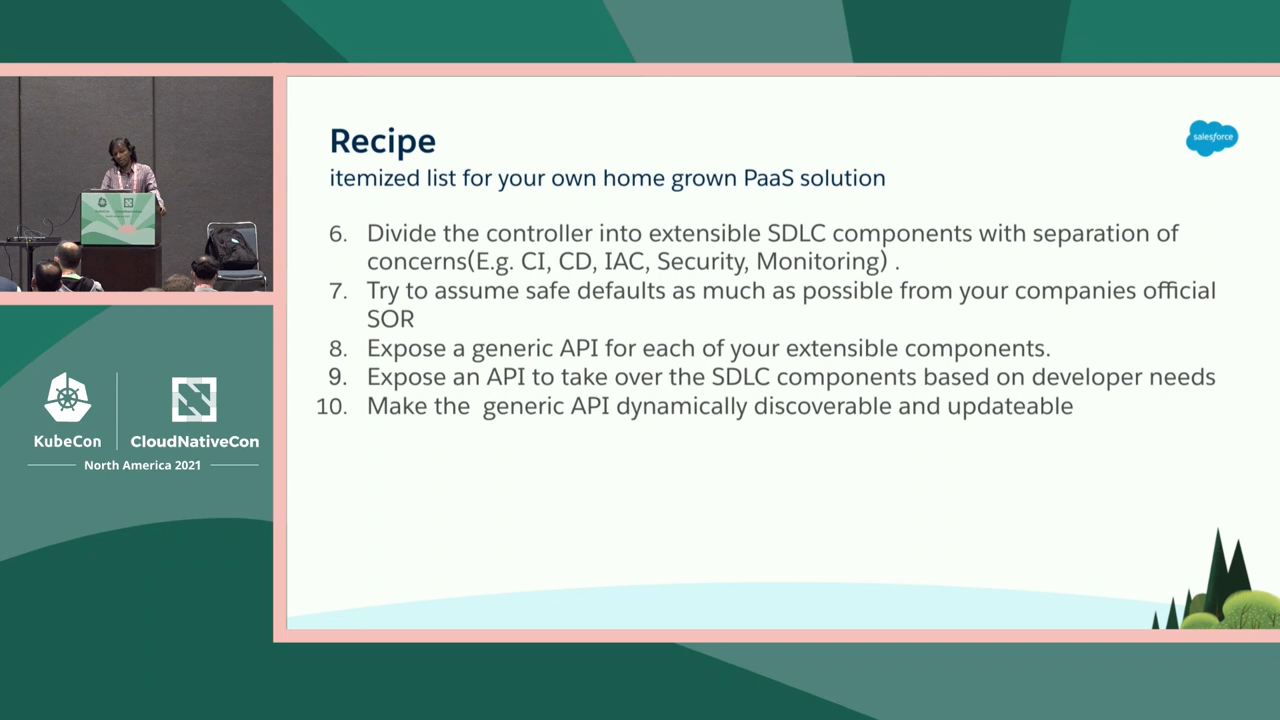 Recipe
salesforce
itemized list for your own home grown PaaS solution
6. Divide the controller into extensible SDLC components with separation of
concerns(E.g. CI, CD, IAC, Security, Monitoring) .
7. Try to assume safe defaults as much as possible from your companies official
SOR
8. Expose a generic API for each of your extensible components.
9. Expose an API to take over the SDLC components based on developer needs
10. Make the  generic API dynamically discoverable and updateable
KubeCon
CloudNativeCon
North America 2021